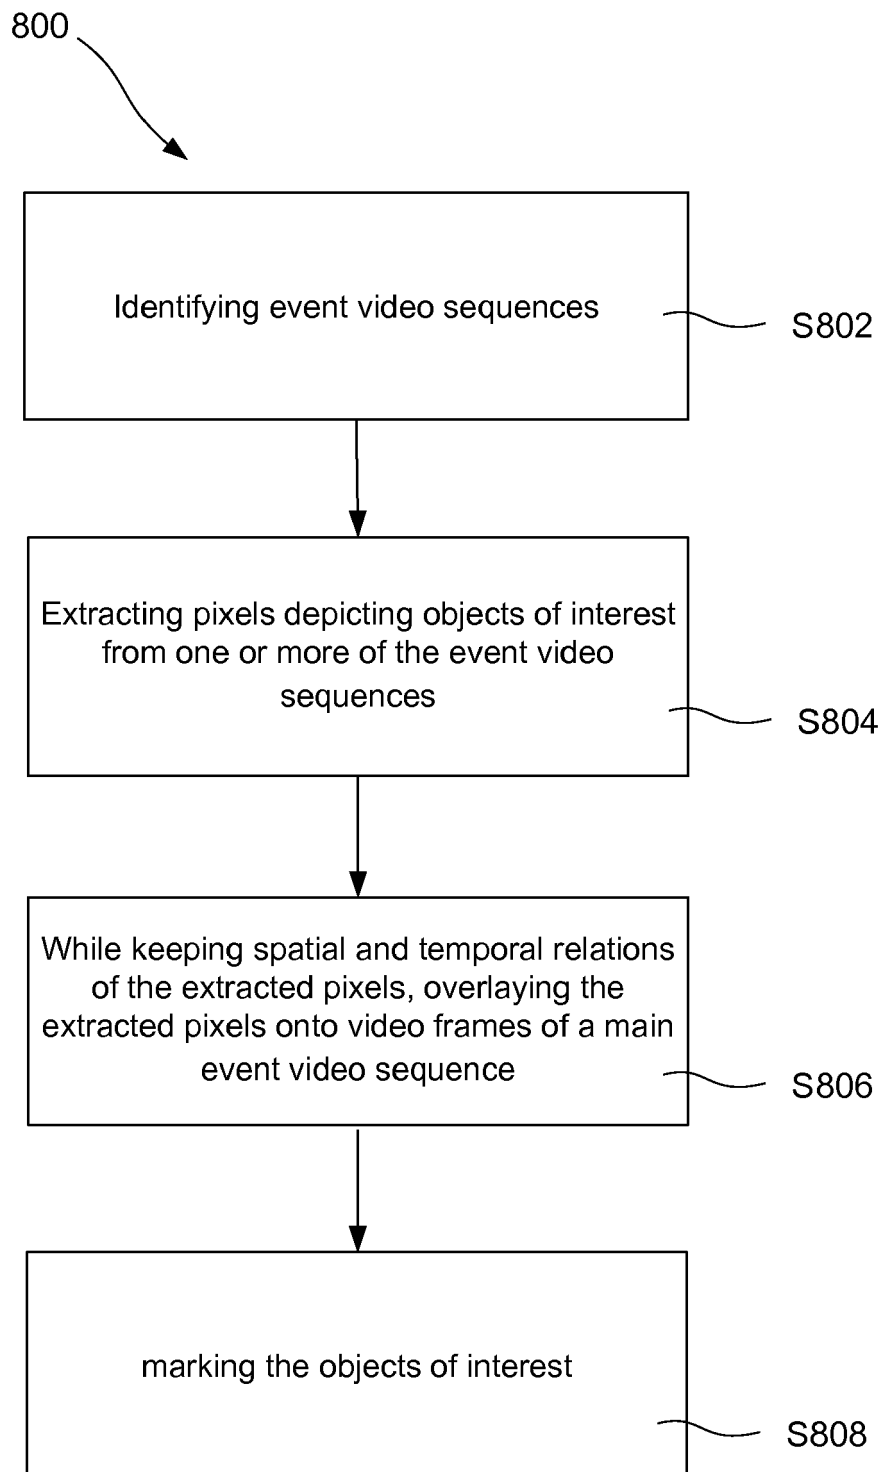 800
Identifying event video sequences
S802
Extracting pixels depicting objects of interest
from one or more of the event video
sequences
S804
While keeping spatial and temporal relations
of the extracted pixels, overlaying the
extracted pixels onto video frames of a main
event video sequence
S806
marking the objects of interest
S808